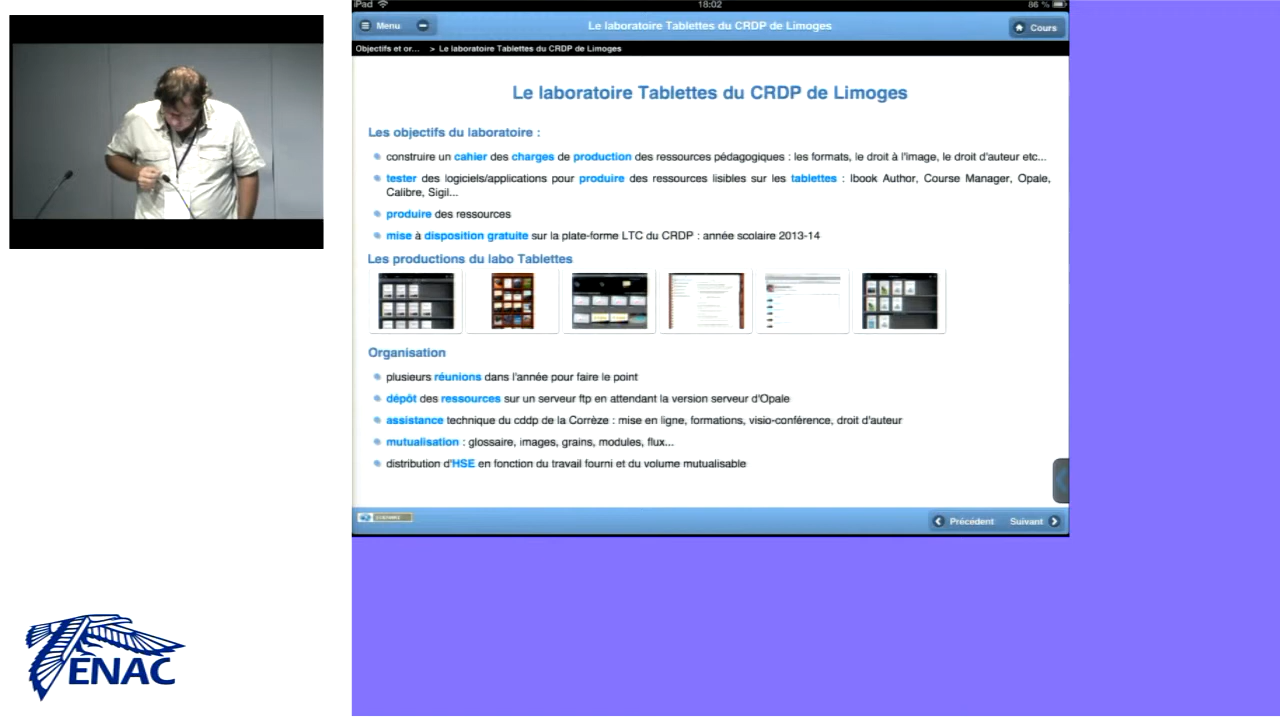 iPad 18:02 86 %
Menu Le laboratoire Tablettes du CRDP de Limoges Cours
Objectifs et or... > Le laboratoire Tablettes du CRDP de Limoges
Le laboratoire Tablettes du CRDP de Limoges
Les objectifs du laboratoire :
construire un cahier des charges de production des ressources pédagogiques : les formats, le droit à l'image, le droit d'auteur etc...
tester des logiciels/applications pour produire des ressources lisibles sur les tablettes : Ibook Author, Course Manager, Opale,
Calibre, Sigil...
produire des ressources
mise à disposition gratuite sur la plate-forme LTC du CRDP : année scolaire 2013-14
Les productions du labo Tablettes
Organisation
plusieurs réunions dans l'année pour faire le point
dépôt des ressources sur un serveur ftp en attendant la version serveur d'Opale
assistance technique du cddp de la Corrèze : mise en ligne, formations, visio-conférence, droit d'auteur
mutualisation : glossaire, images, grains, modules, flux...
distribution d'HSE en fonction du travail fourni et du volume mutualisable
Précédent Suivant
ENAC